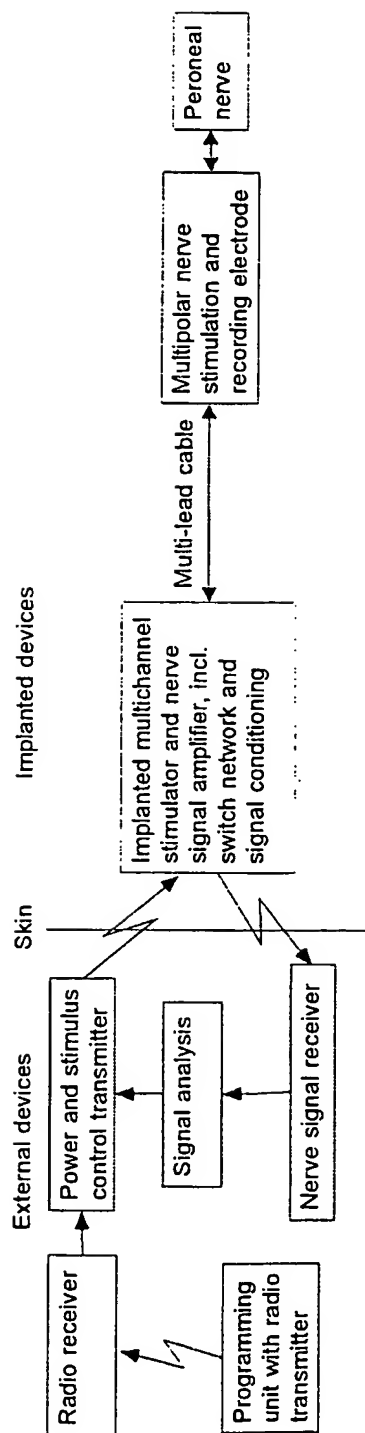 External devices
Skin
Implanted devices
Radio receiver
Power and stimulus
control transmitter
Signal analysis
Nerve signal receiver
Programming
unit with radio
transmitter
Implanted multichannel
stimulator and nerve
signal amplifier, incl.
switch network and
signal conditioning
Multi-lead cable
Multipolar nerve
stimulation and
recording electrode
Peroneal
nerve